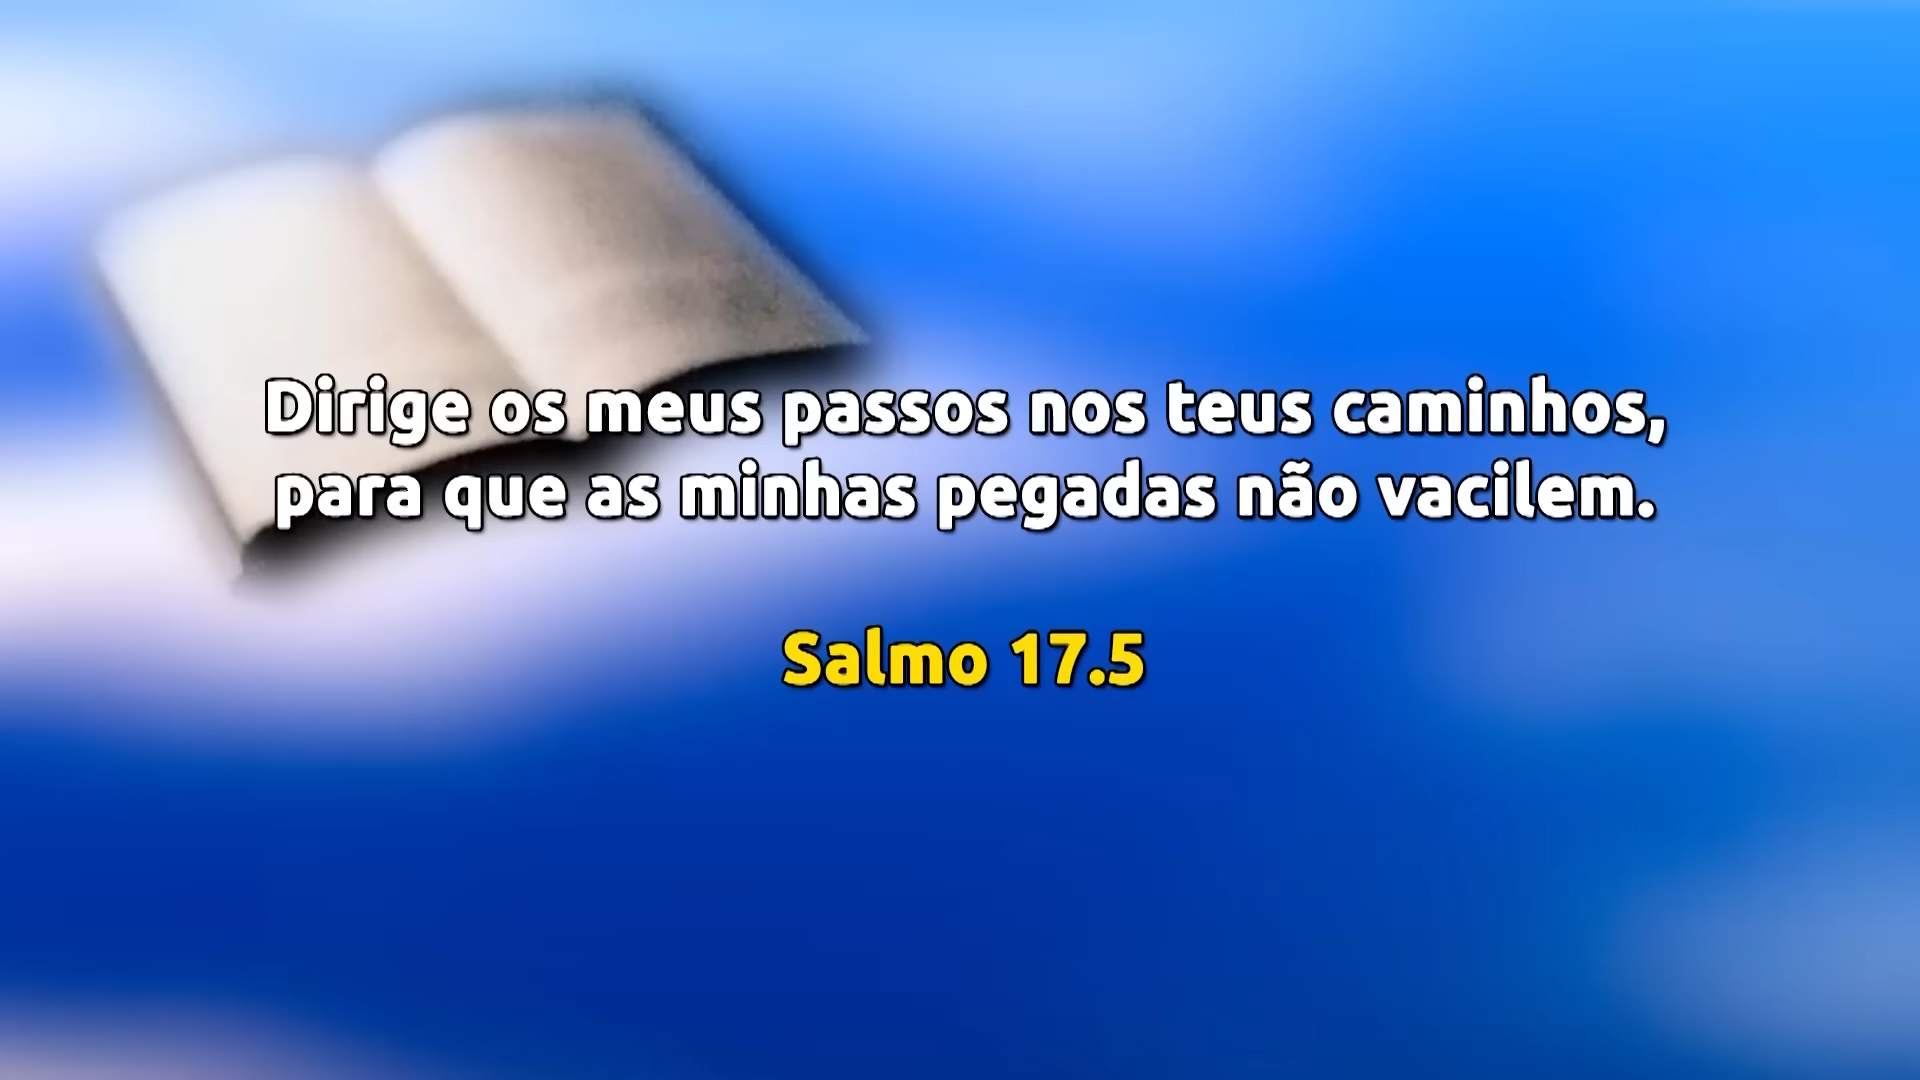 Dirige os meus passos nos teus caminhos,
para que as minhas pegadas não vacilem.
Salmo 17.5